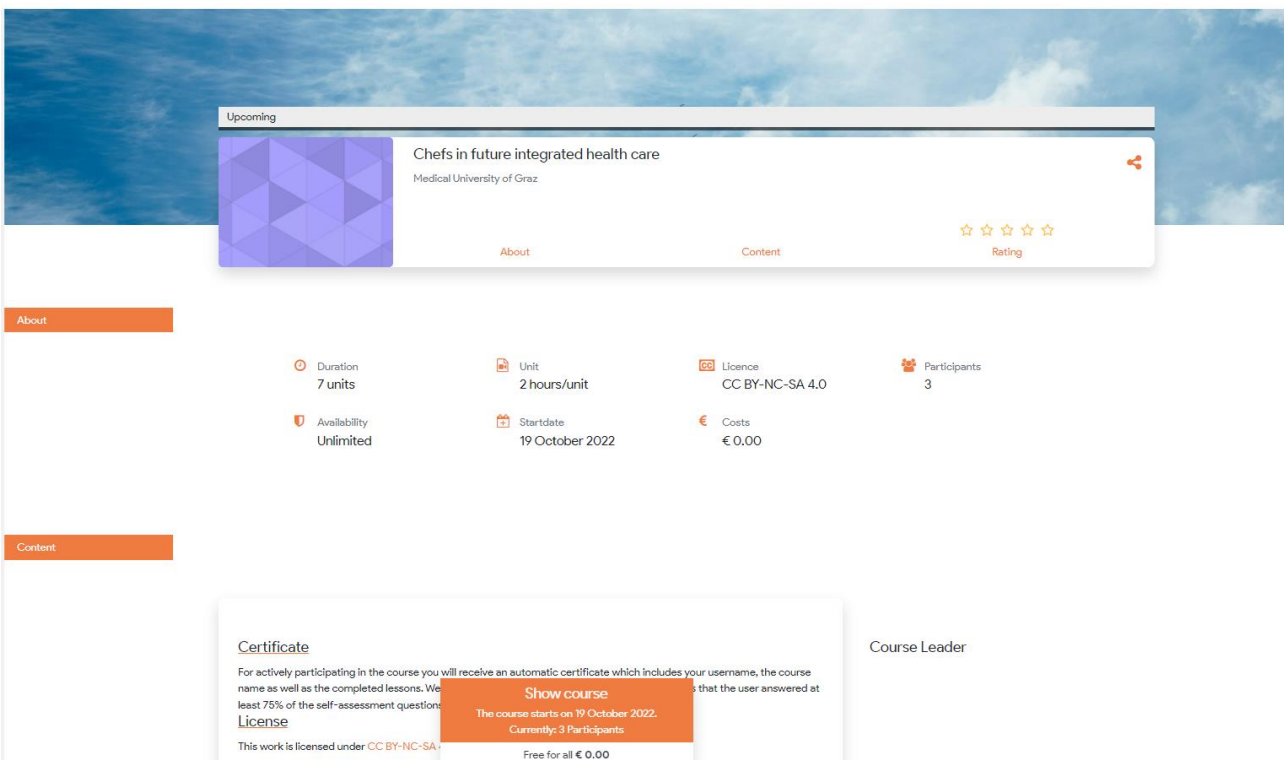 Upcoming
Chefs in future integrated health care
Medical University of Graz
About
Content
Rating
About
Duration
7 units
Unit
2 hours/unit
CC
Licence
CC BY-NC-SA 4.0
Participants
3
Availability
Unlimited
Startdate
19 October 2022
€
Costs
€ 0.00
Content
Certificate
For actively participating in the course you will receive an automatic certificate which includes your username, the course
name as well as the completed lessons. We
s that the user answered at
least 75% of the self-assessment questions
License
This work is licensed under CC BY-NC-SA
Course Leader
Show course
The course starts on 19 October 2022.
Currently: 3 Participants
Free for all € 0.00